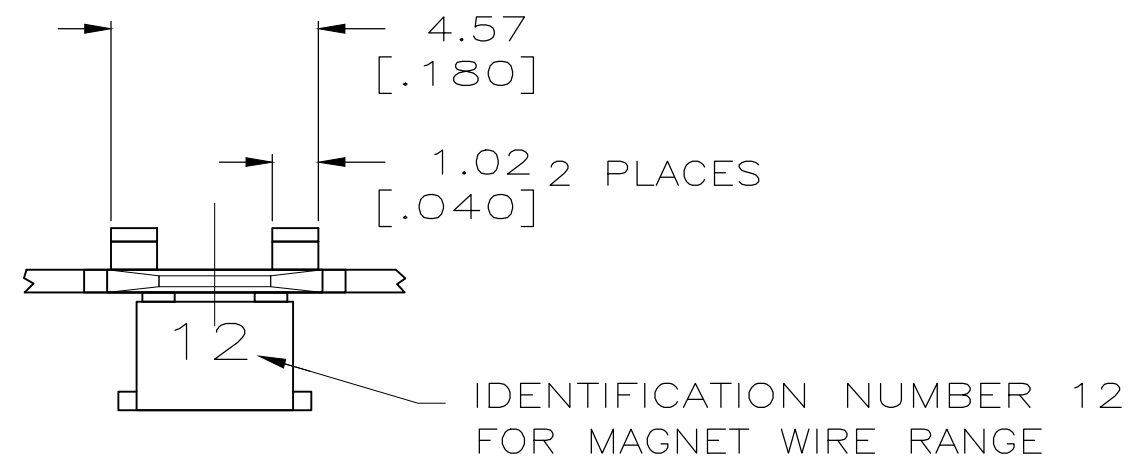 4.57
[.180]
1.02 2 PLACES
[.040]
12
IDENTIFICATION NUMBER 12
FOR MAGNET WIRE RANGE